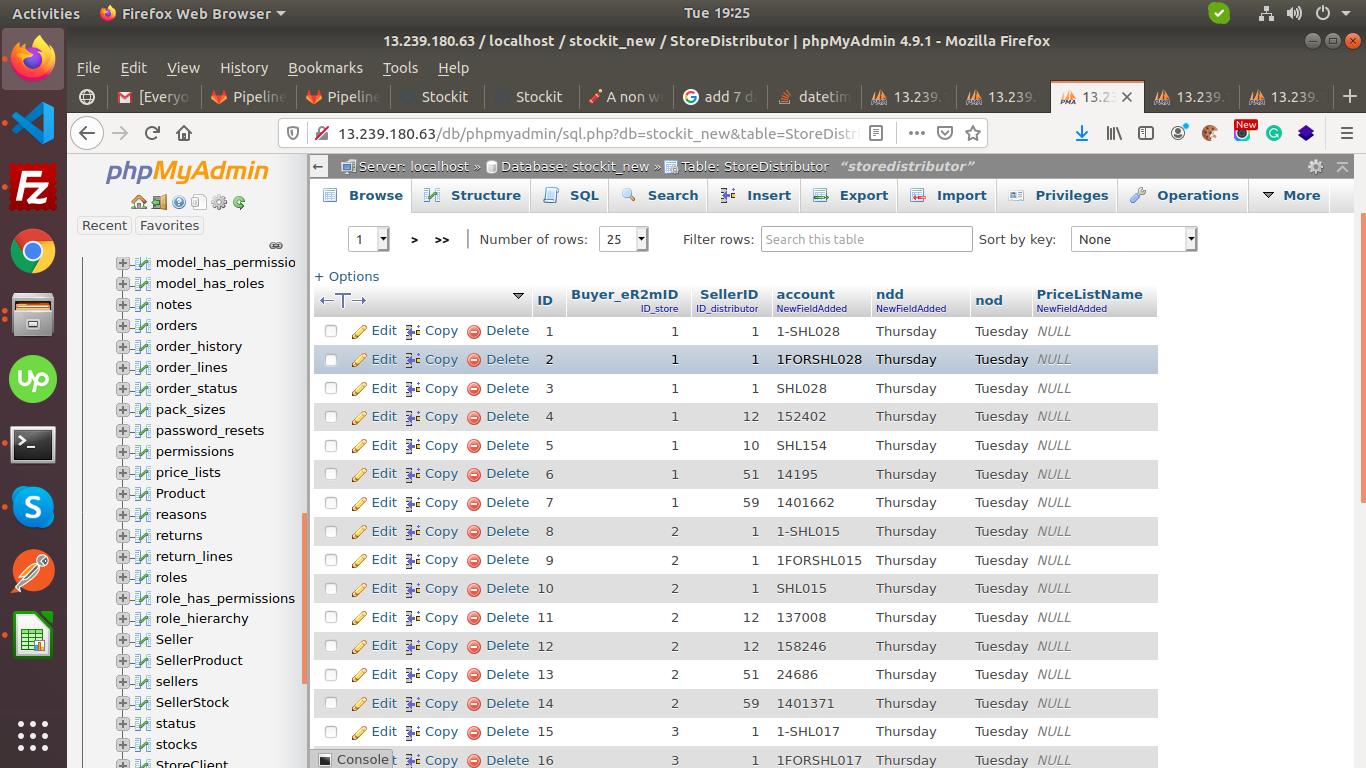 Activities Firefox Web Browser Tue 19:25
13.239.180.63 / localhost / stockit_new / StoreDistributor | phpMyAdmin 4.9.1 - Mozilla Firefox
File Edit View History Bookmarks Tools Help
[Everyo Pipeline Pipeline Stockit Stockit A non w add 7 d datetim 13.239. 13.239. 13.23 13.239. 13.239.
13.239.180.63/db/phpmyadmin/sql.php?db=stockit_new&table=StoreDistr
New
phpMyAdmin
Recent Favorites
model_has_permissio
model_has_roles
notes
orders
order_history
order_lines
order_status
pack_sizes
password_resets
permissions
price_lists
Product
reasons
returns
return_lines
roles
role_has_permissions
role_hierarchy
Seller
SellerProduct
sellers
SellerStock
status
stocks
StoreClient
Server: localhost » Database: stockit_new » Table: StoreDistributor "storedistributor"
Browse Structure SQL Search Insert Export Import Privileges Operations More
1 > >> Number of rows: 25 Filter rows: Search this table Sort by key: None
+ Options
ID Buyer_eR2mID SellerID account ndd nod PriceListName
ID_store ID_distributor NewFieldAdded NewFieldAdded NewFieldAdded
Edit Copy Delete 1 1 1 1-SHL028 Thursday Tuesday NULL
Edit Copy Delete 2 1 1 1FORSHL028 Thursday Tuesday NULL
Edit Copy Delete 3 1 1 SHL028 Thursday Tuesday NULL
Edit Copy Delete 4 1 12 152402 Thursday Tuesday NULL
Edit Copy Delete 5 1 10 SHL154 Thursday Tuesday NULL
Edit Copy Delete 6 1 51 14195 Thursday Tuesday NULL
Edit Copy Delete 7 1 59 1401662 Thursday Tuesday NULL
Edit Copy Delete 8 2 1 1-SHL015 Thursday Tuesday NULL
Edit Copy Delete 9 2 1 1FORSHL015 Thursday Tuesday NULL
Edit Copy Delete 10 2 1 SHL015 Thursday Tuesday NULL
Edit Copy Delete 11 2 12 137008 Thursday Tuesday NULL
Edit Copy Delete 12 2 12 158246 Thursday Tuesday NULL
Edit Copy Delete 13 2 51 24686 Thursday Tuesday NULL
Edit Copy Delete 14 2 59 1401371 Thursday Tuesday NULL
Edit Copy Delete 15 3 1 1-SHL017 Thursday Tuesday NULL
Console t Copy Delete 16 3 1 1FORSHL017 Thursday Tuesday NULL